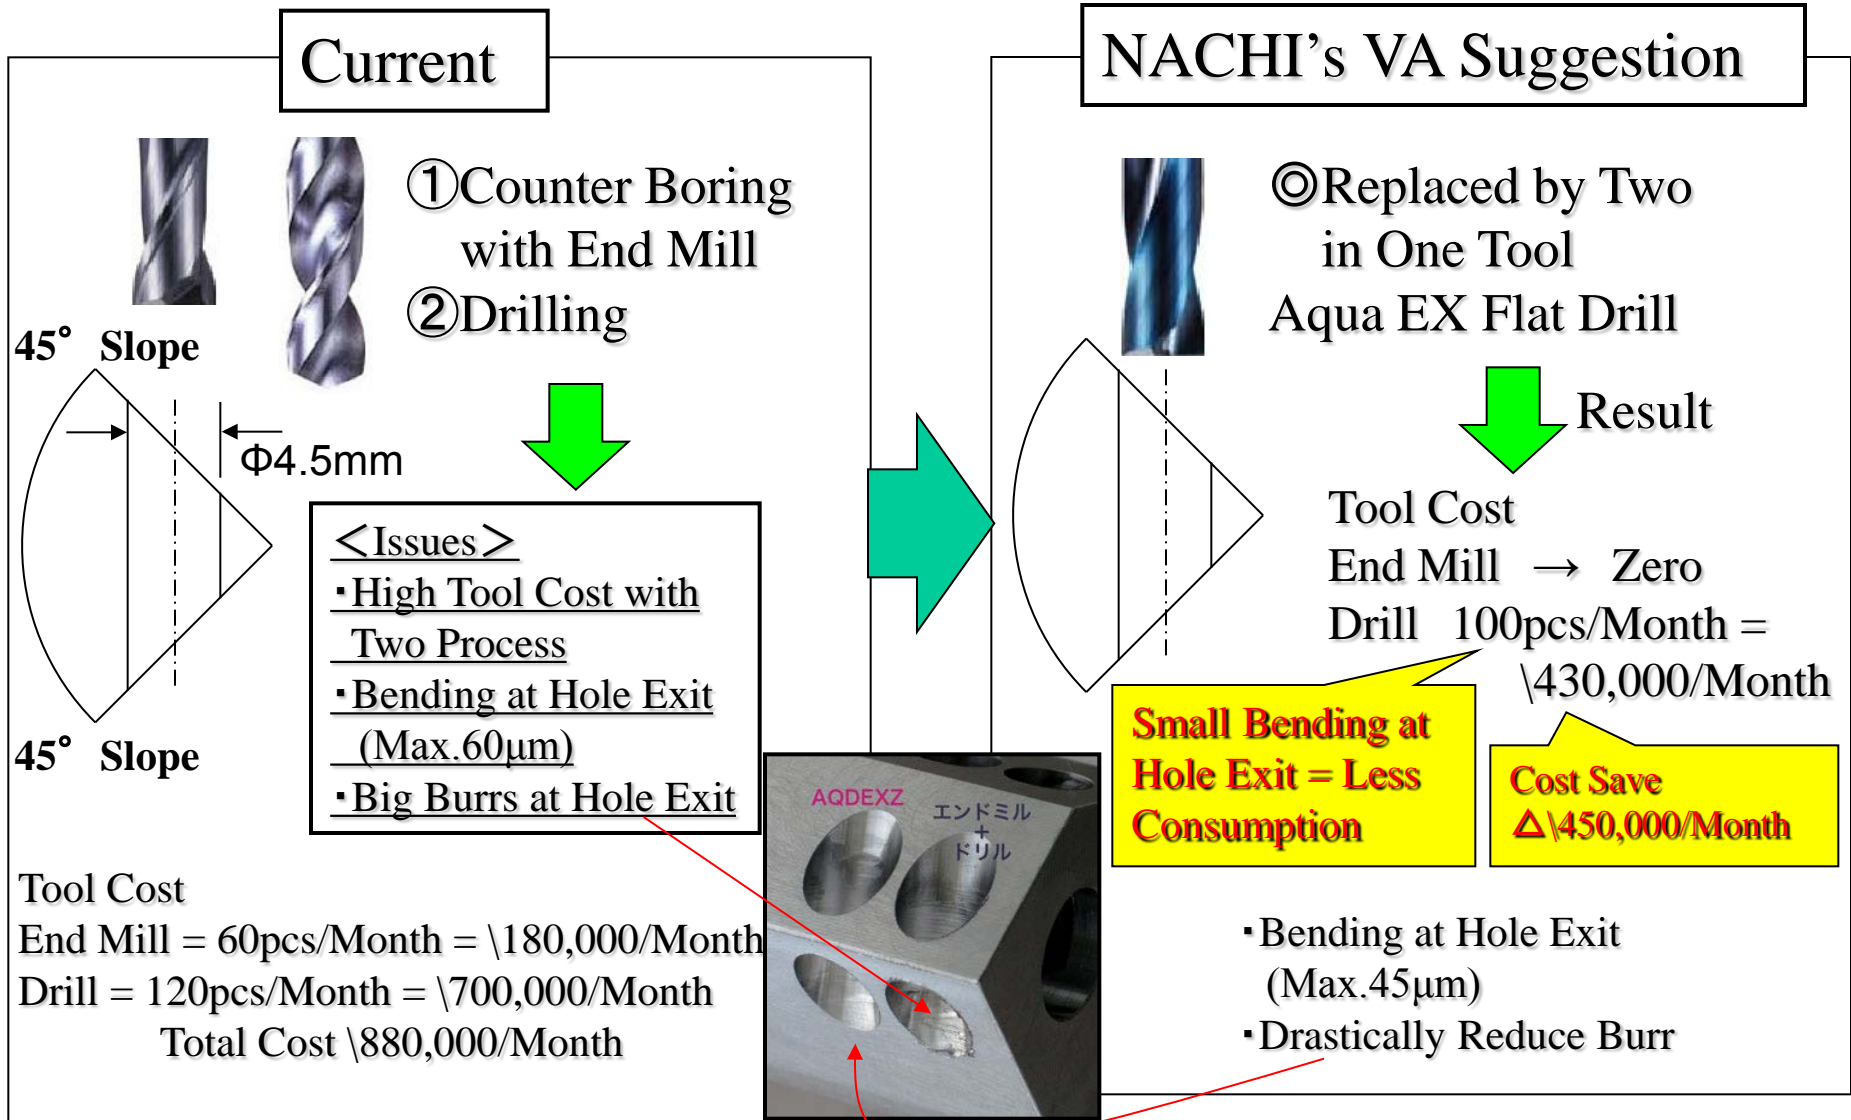 Current
①Counter Boring
with End Mill
②Drilling
45° Slope
Φ4.5mm
45° Slope
＜Issues＞
･High Tool Cost with
Two Process
･Bending at Hole Exit
(Max.60μm)
･Big Burrs at Hole Exit
Tool Cost
End Mill = 60pcs/Month = \180,000/Month
Drill = 120pcs/Month = \700,000/Month
Total Cost \880,000/Month
AQDEXZ
エンドミル
+
ドリル
NACHI's VA Suggestion
◎Replaced by Two
in One Tool
Aqua EX Flat Drill
Result
Tool Cost
End Mill → Zero
Drill 100pcs/Month =
\430,000/Month
Small Bending at
Hole Exit = Less
Consumption
Cost Save
△\450,000/Month
･Bending at Hole Exit
(Max.45μm)
･Drastically Reduce Burr